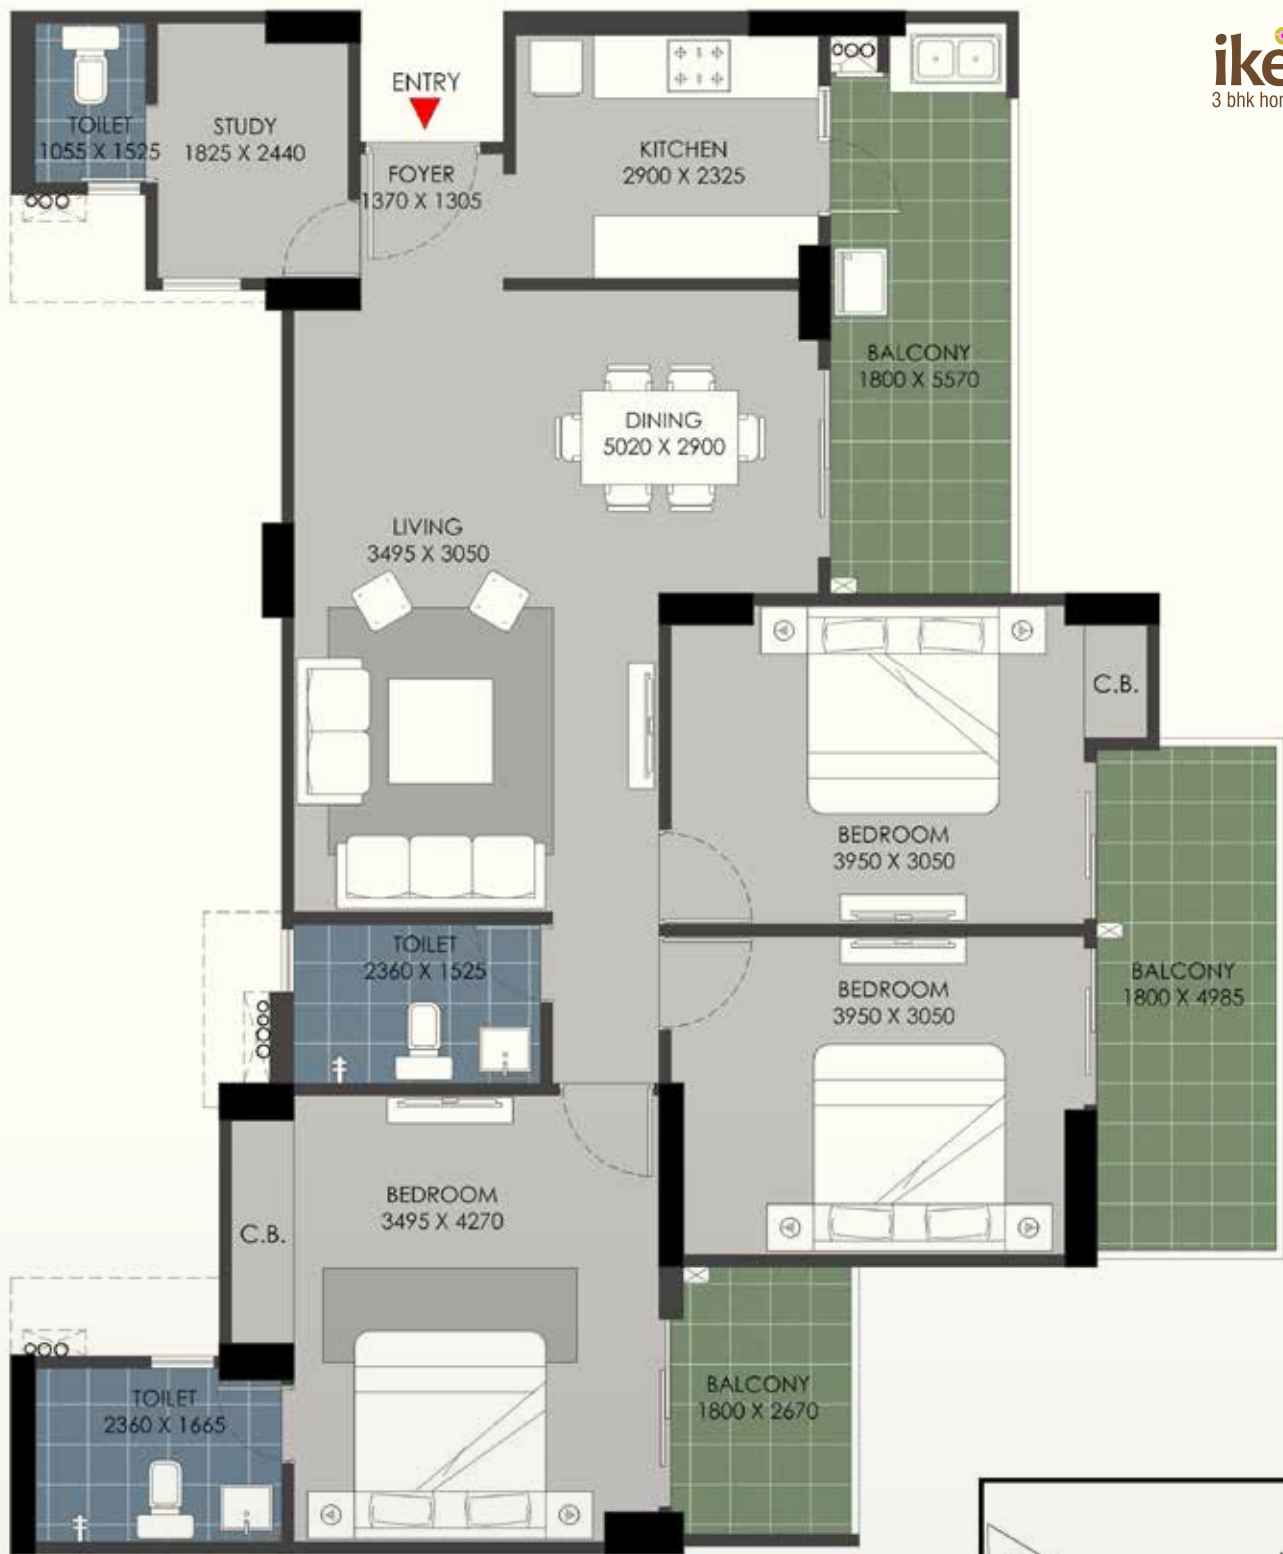 ike
3 bhk hor
ENTRY
TOILET
1055 X 1525
STUDY
1825 X 2440
FOYER
1370 X 1305
KITCHEN
2900 X 2325
BALCONY
1800 X 5570
DINING
5020 X 2900
LIVING
3495 X 3050
C.B.
BEDROOM
3950 X 3050
TOILET
2360 X 1525
BEDROOM
3950 X 3050
BALCONY
1800 X 4985
BEDROOM
3495 X 4270
C.B.
TOILET
2360 X 1665
BALCONY
1800 X 2670